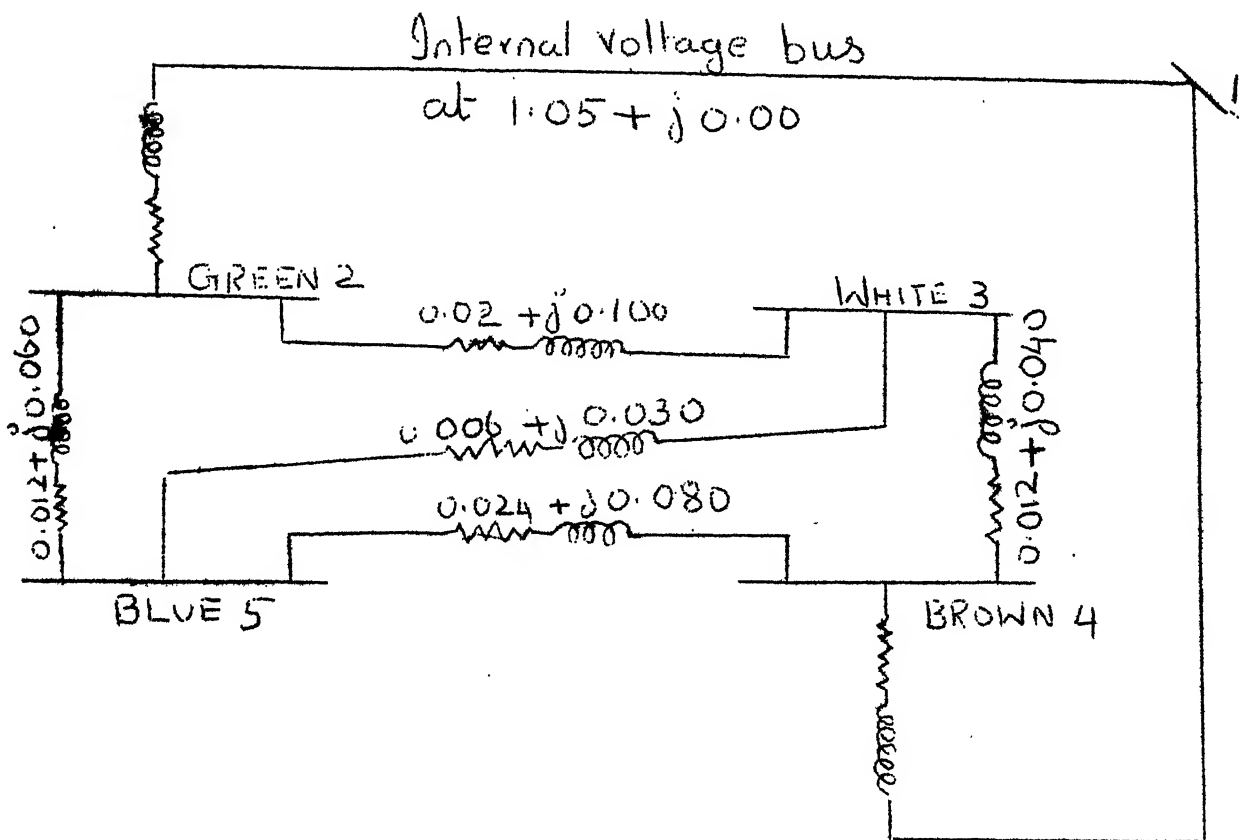 Internal voltage bus
at 1.05 + j 0.00
1
GREEN 2
WHITE 3
0.02 + j 0.100
0.012 + j 0.060
0.012 + j 0.040
0.006 + j 0.030
0.024 + j 0.080
BLUE 5
BROWN 4